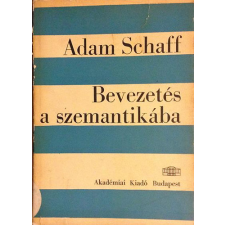 Adam Schaff
Bevezetés
a szemantikába
Akadémiai Kiadó Budapest